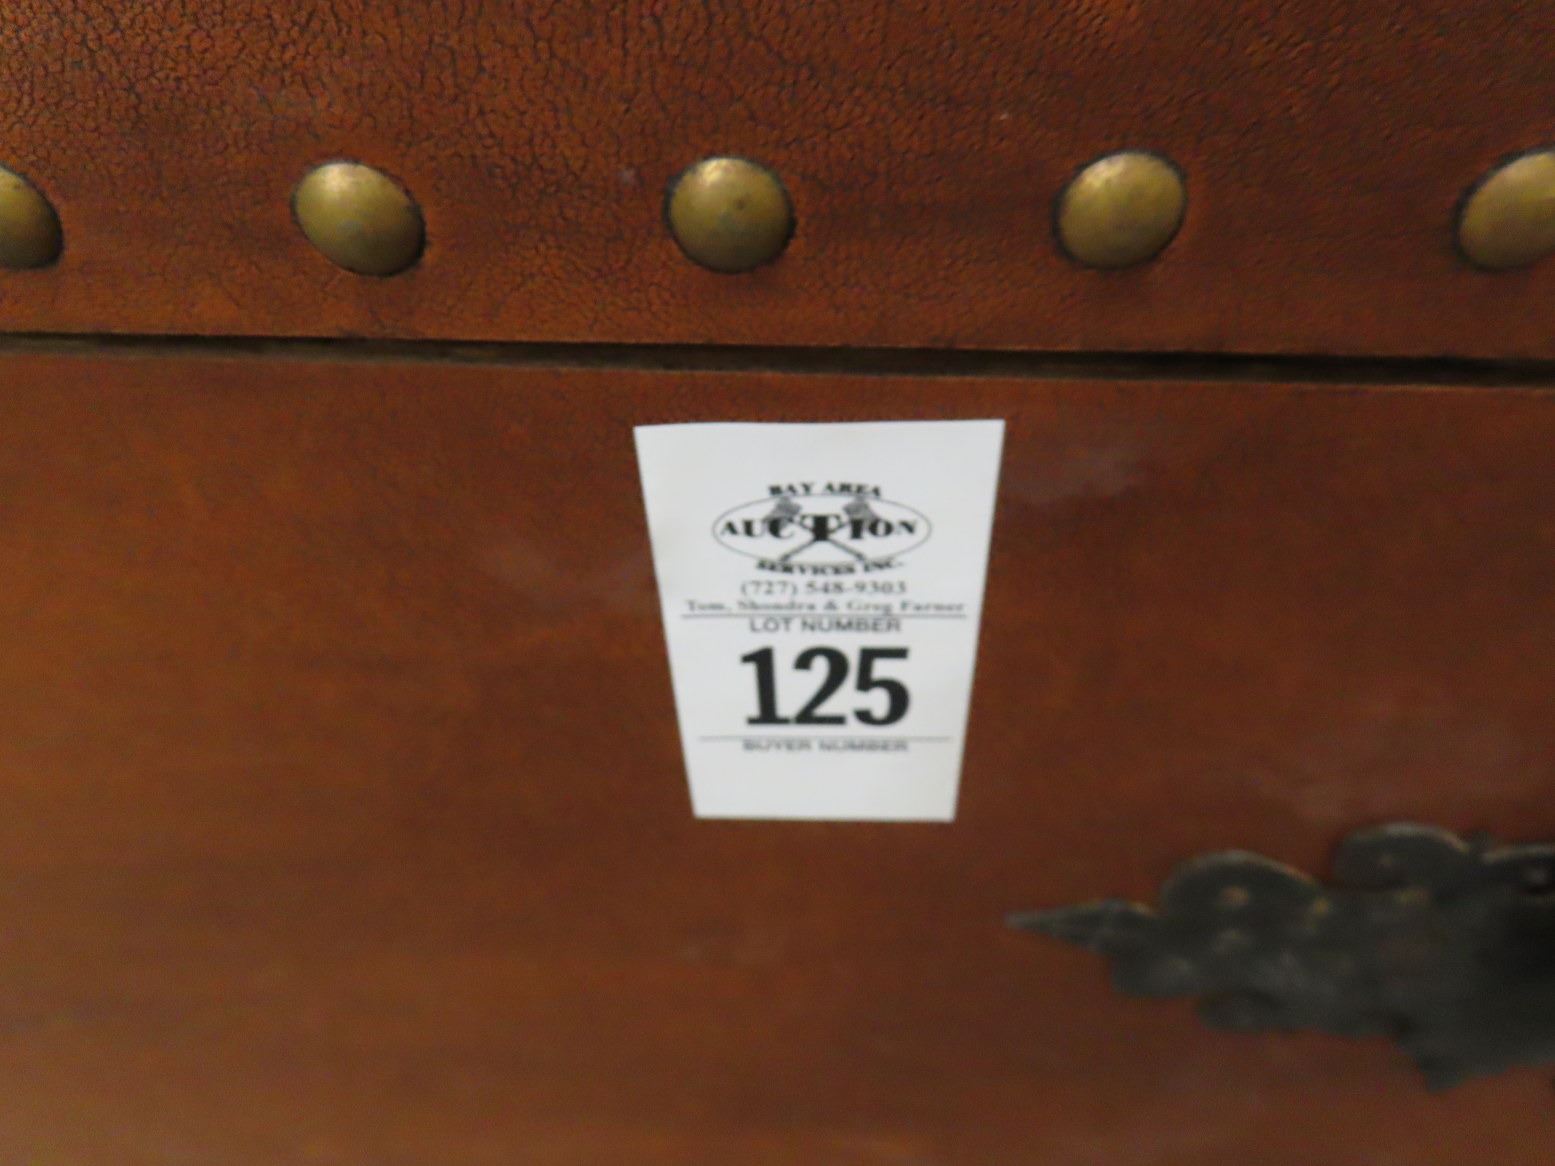 BAY AREA
AUCTION
SERVICES INC.
(727) 548-9303
Tom, Shondra & Greg Farner
LOT NUMBER
125
BUYER NUMBER